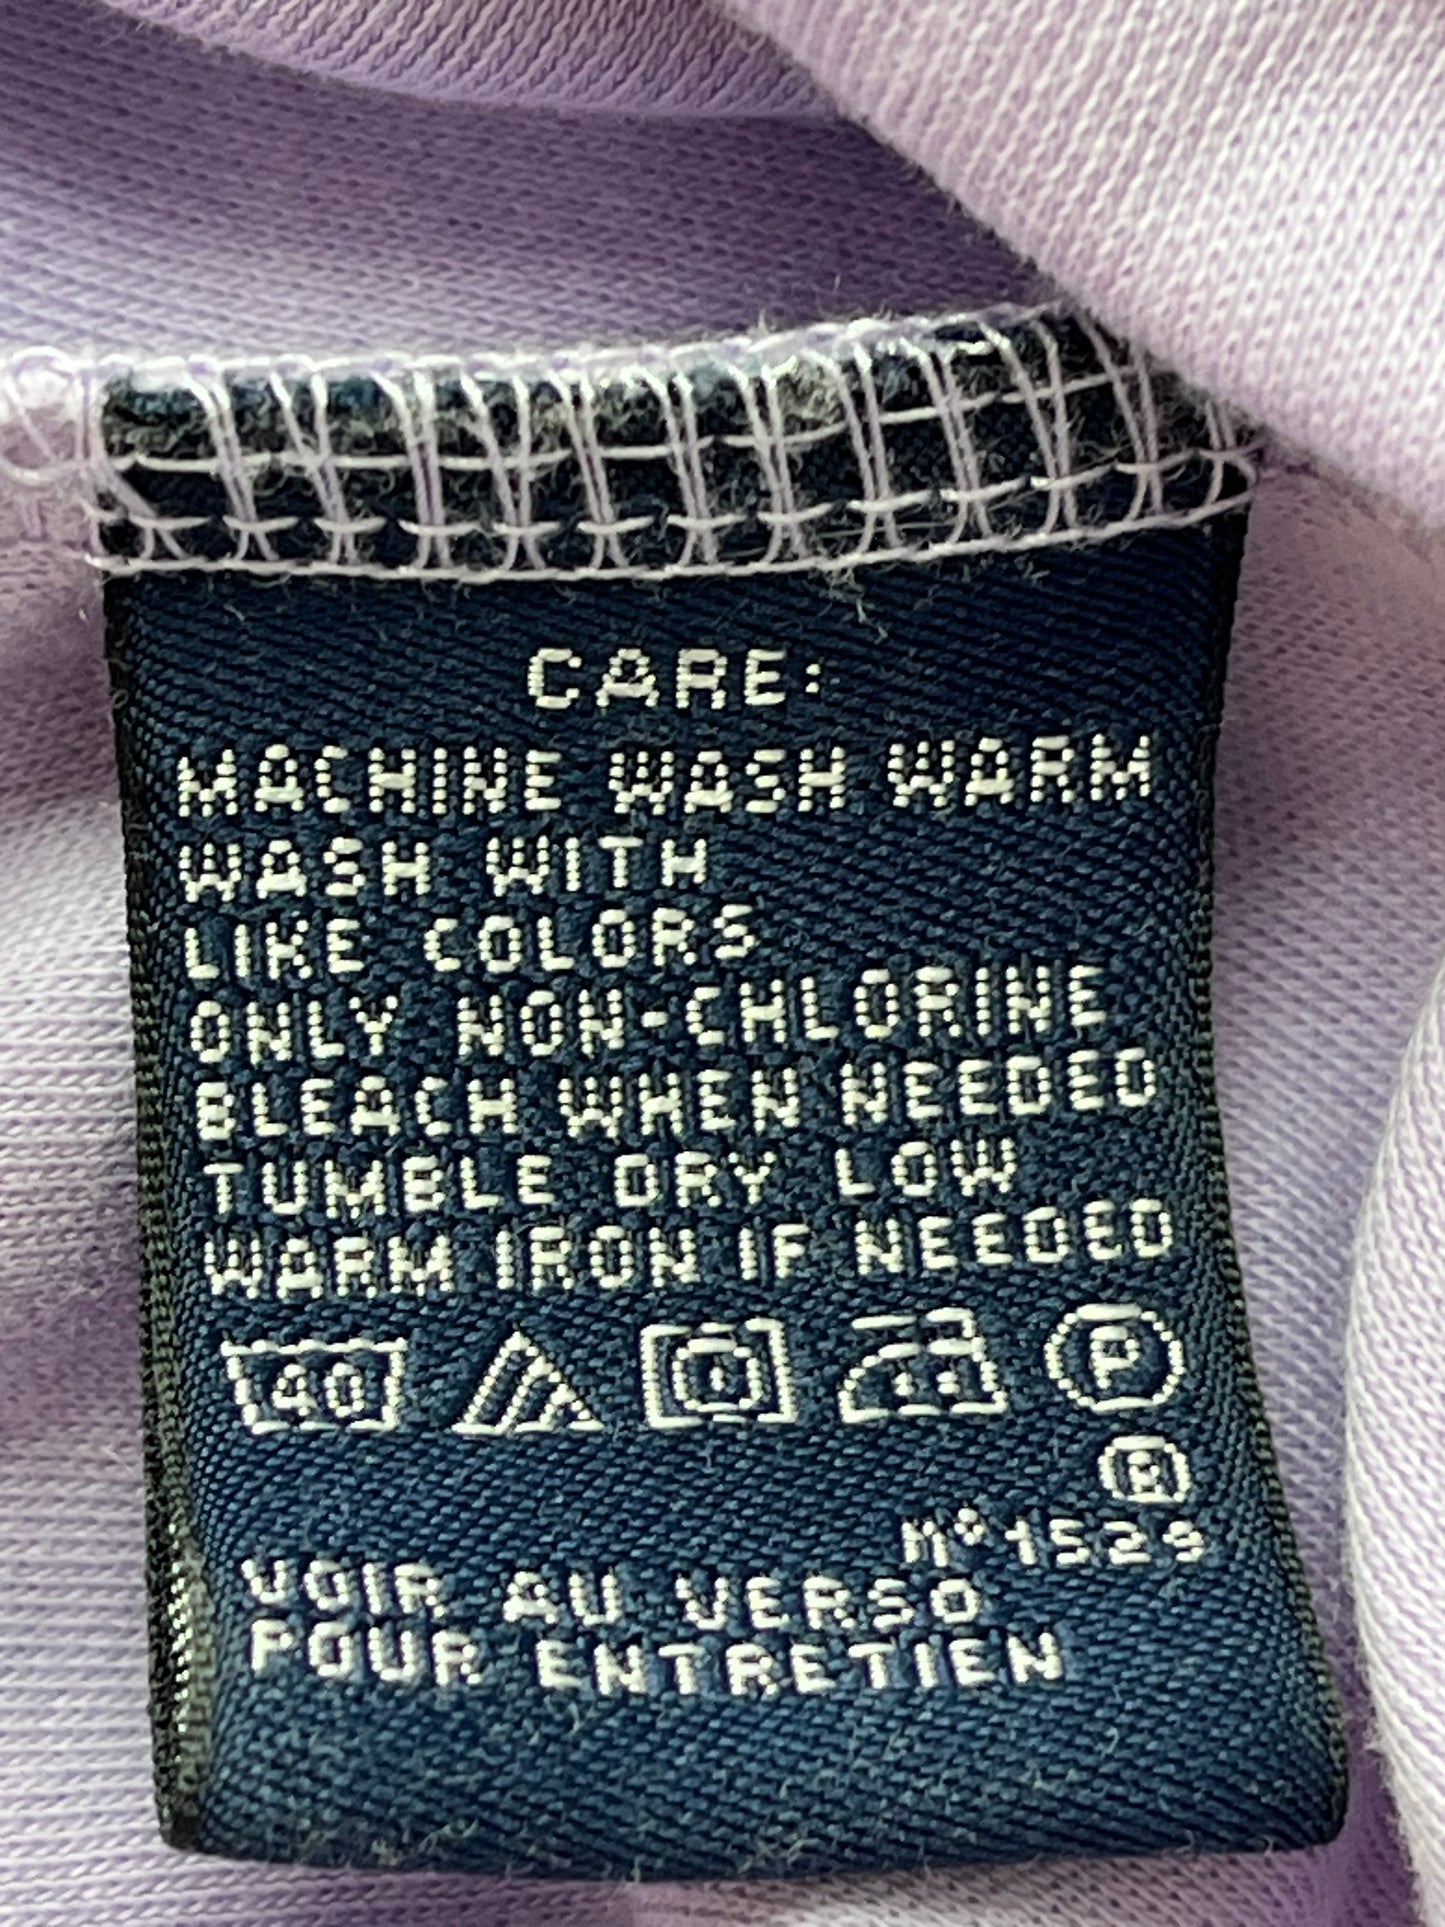 CARE:
MACHINE WASH WARM
WASH WITH
LIKE COLORS
ONLY NON-CHLORINE
BLEACH WHEN NEEDED
TUMBLE DRY LOW
WARM IRON IF NEEDED
40 P
®
N°1529
VOIR AU VERSO
POUR ENTRETIEN